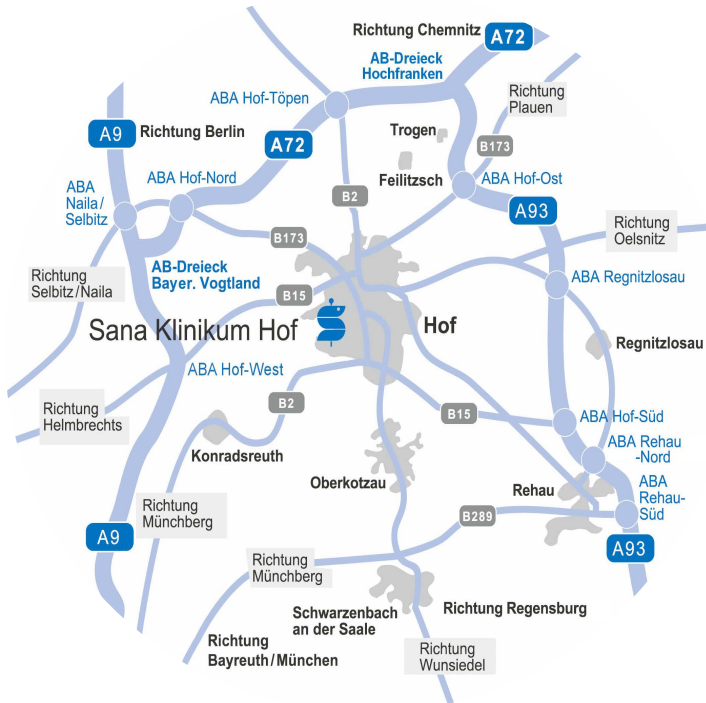 Richtung Chemnitz
A72
AB-Dreieck
Hochfranken
Richtung
Plauen
ABA Hof-Töpen
A9
Richtung Berlin
A72
Trogen
B173
Feilitzsch
ABA
Naila/
Selbitz
ABA Hof-Nord
B2
ABA Hof-Ost
A93
Richtung
Oelsnitz
B173
AB-Dreieck
Bayer. Vogtland
Richtung
Selbitz/Naila
B15
ABA Regnitzlosau
Sana Klinikum Hof
Hof
Regnitzlosau
ABA Hof-West
Richtung
Helmbrechts
B2
B15
ABA Hof-Süd
ABA Rehau
-Nord
Konradsreuth
Oberkotzau
Rehau
ABA
Rehau-
Süd
Richtung
Münchberg
B289
A9
A93
Richtung
Münchberg
Schwarzenbach
an der Saale
Richtung Regensburg
Richtung
Bayreuth/München
Richtung
Wunsiedel